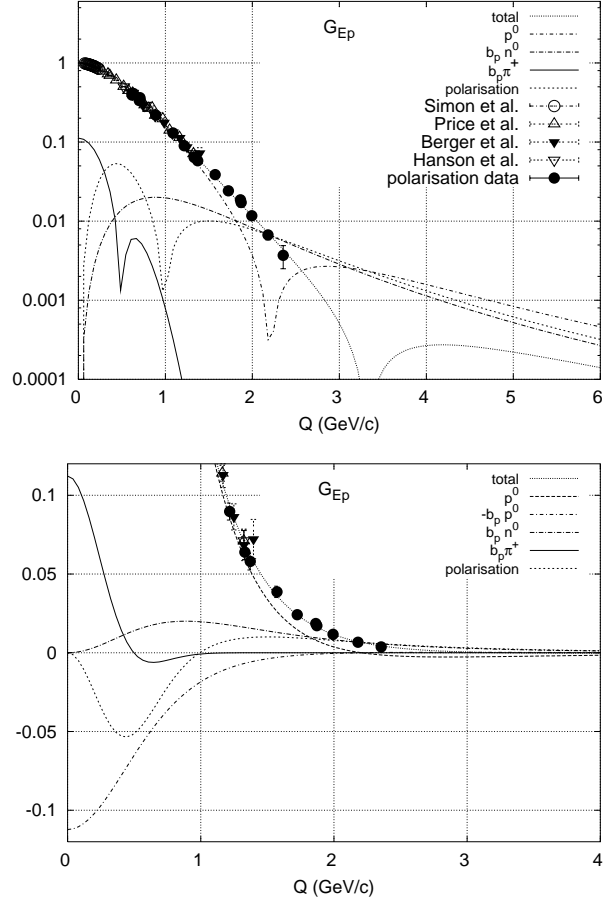 G_Ep
total
p^0
b_p n^0
b_p π^+
polarisation
Simon et al.
Price et al.
Berger et al.
Hanson et al.
polarisation data
1
0.1
0.01
0.001
0.0001
0 1 2 3 4 5 6
Q (GeV/c)
G_Ep
total
p^0
-b_p p^0
b_p n^0
b_p π^+
polarisation
0.1
0.05
0
-0.05
-0.1
0 1 2 3 4
Q (GeV/c)